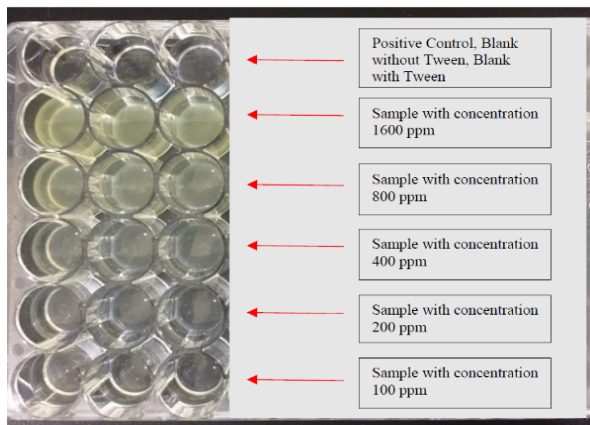 Positive Control, Blank
without Tween, Blank
with Tween
Sample with concentration
1600 ppm
Sample with concentration
800 ppm
Sample with concentration
400 ppm
Sample with concentration
200 ppm
Sample with concentration
100 ppm